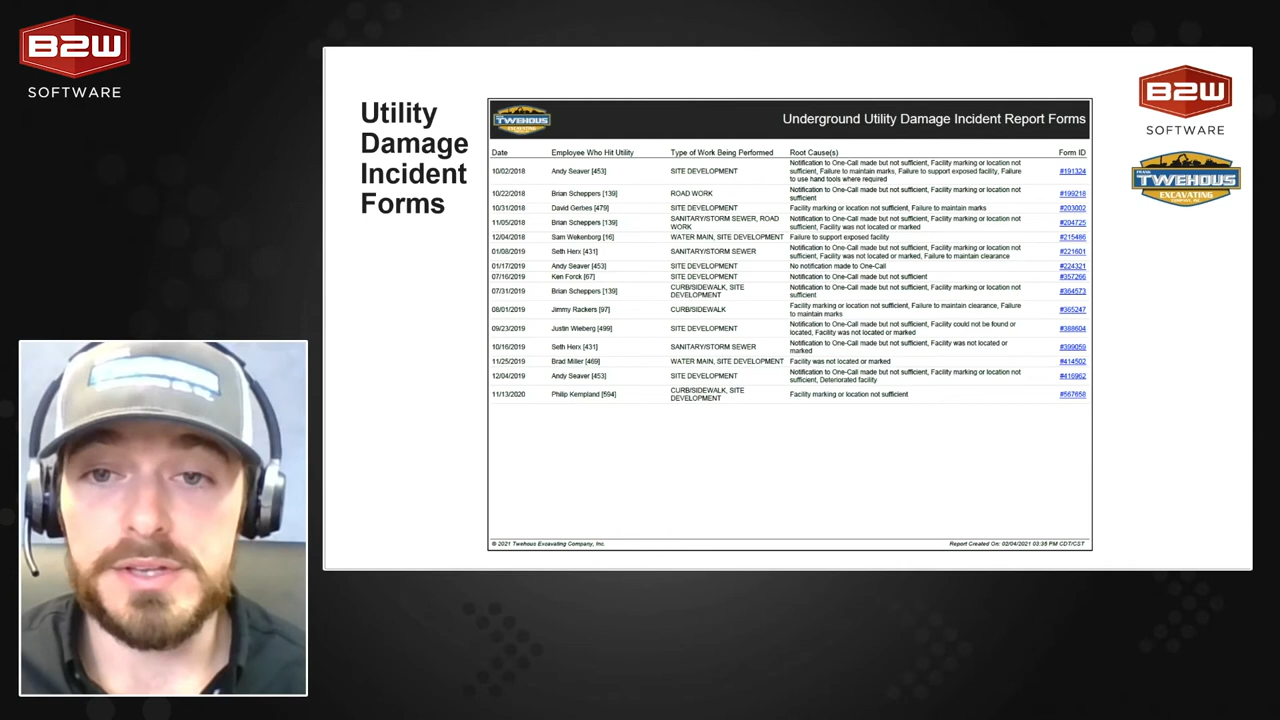 B2W
SOFTWARE
Utility
Damage
Incident
Forms
TWEHOUS
EXCAVATING
Underground Utility Damage Incident Report Forms
Date Employee Who Hit Utility Type of Work Being Performed Root Cause(s) Form ID
10/02/2018 Andy Seaver [453] SITE DEVELOPMENT Notification to One-Call made but not sufficient, Facility marking or location not
sufficient, Failure to maintain marks, Failure to support exposed facility, Failure
to use hand tools where required #191324
10/22/2018 Brian Scheppers [139] ROAD WORK Notification to One-Call made but not sufficient, Facility marking or location not
sufficient #199218
10/31/2018 David Gerbes [479] SITE DEVELOPMENT Facility marking or location not sufficient, Failure to maintain marks #203002
11/05/2018 Brian Scheppers [139] SANITARY/STORM SEWER, ROAD
WORK Notification to One-Call made but not sufficient, Facility marking or location not
sufficient, Facility was not located or marked #204725
12/04/2018 Sam Wekenborg [16] WATER MAIN, SITE DEVELOPMENT Failure to support exposed facility #215486
01/08/2019 Seth Herx [431] SANITARY/STORM SEWER Notification to One-Call made but not sufficient, Facility marking or location not
sufficient, Facility was not located or marked, Failure to maintain clearance #221601
01/17/2019 Andy Seaver [453] SITE DEVELOPMENT No notification made to One-Call #224321
07/16/2019 Ken Forck [67] SITE DEVELOPMENT Notification to One-Call made but not sufficient #357266
07/31/2019 Brian Scheppers [139] CURB/SIDEWALK, SITE
DEVELOPMENT Notification to One-Call made but not sufficient, Facility marking or location not
sufficient #364573
08/01/2019 Jimmy Rackers [97] CURB/SIDEWALK Facility marking or location not sufficient, Failure to maintain clearance, Failure
to maintain marks #365247
09/23/2019 Justin Wieberg [499] SITE DEVELOPMENT Notification to One-Call made but not sufficient, Facility could not be found or
located, Facility was not located or marked #388604
10/16/2019 Seth Herx [431] SANITARY/STORM SEWER Notification to One-Call made but not sufficient, Facility was not located or
marked #399059
11/25/2019 Brad Miller [469] WATER MAIN, SITE DEVELOPMENT Facility was not located or marked #414502
12/04/2019 Andy Seaver [453] SITE DEVELOPMENT Notification to One-Call made but not sufficient, Facility marking or location not
sufficient, Deteriorated facility #416962
11/13/2020 Philip Kempland [594] CURB/SIDEWALK, SITE
DEVELOPMENT Facility marking or location not sufficient #567658
© 2021 Twehous Excavating Company, Inc. Report Created On: 02/04/2021 03:36 PM CDT/CST
B2W
SOFTWARE
FRANK
TWEHOUS
EXCAVATING
COMPANY, INC.